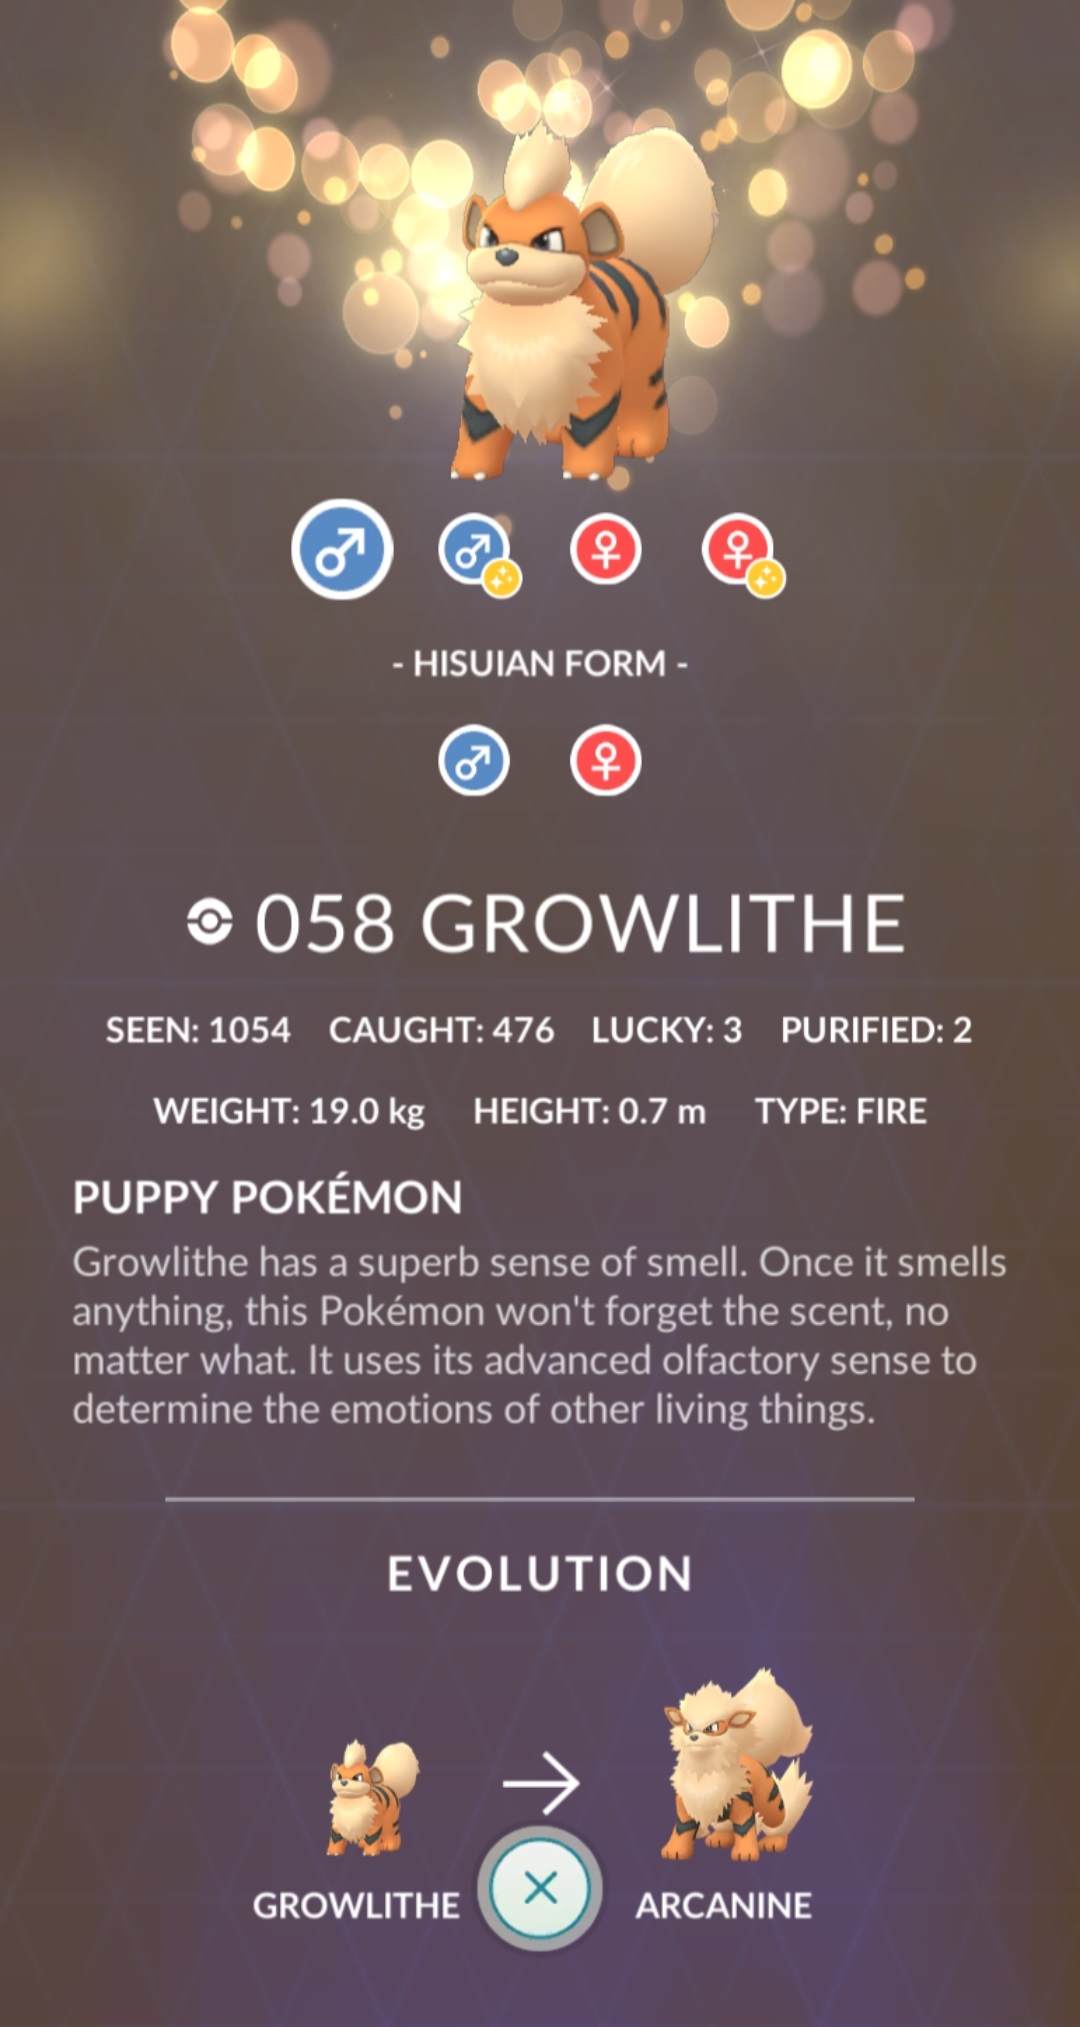 - HISUIAN FORM -
058 GROWLITHE
SEEN: 1054 CAUGHT: 476 LUCKY: 3 PURIFIED: 2
WEIGHT: 19.0 kg HEIGHT: 0.7 m TYPE: FIRE
PUPPY POKÉMON
Growlithe has a superb sense of smell. Once it smells
anything, this Pokémon won't forget the scent, no
matter what. It uses its advanced olfactory sense to
determine the emotions of other living things.
EVOLUTION
GROWLITHE ARCANINE